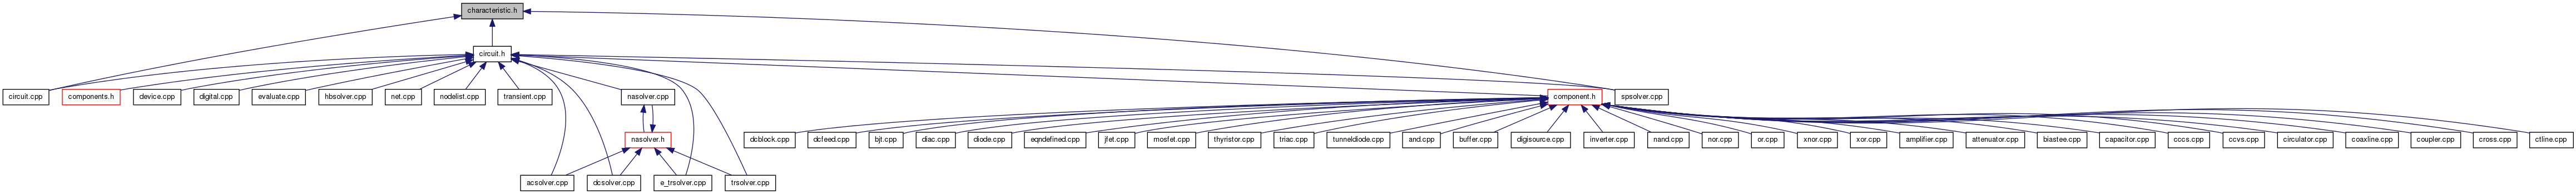 characteristic.h
circuit.h
circuit.cpp
components.h
device.cpp
digital.cpp
evaluate.cpp
hbsolver.cpp
net.cpp
nodelist.cpp
transient.cpp
nasolver.cpp
component.h
spsolver.cpp
nasolver.h
dcblock.cpp
dcfeed.cpp
bjt.cpp
diac.cpp
diode.cpp
eqndefined.cpp
jfet.cpp
mosfet.cpp
thyristor.cpp
triac.cpp
tunneldiode.cpp
and.cpp
buffer.cpp
digisource.cpp
inverter.cpp
nand.cpp
nor.cpp
or.cpp
xnor.cpp
xor.cpp
amplifier.cpp
attenuator.cpp
biastee.cpp
capacitor.cpp
cccs.cpp
ccvs.cpp
circulator.cpp
coaxline.cpp
coupler.cpp
cross.cpp
ctline.cpp
acsolver.cpp
dcsolver.cpp
e_trsolver.cpp
trsolver.cpp